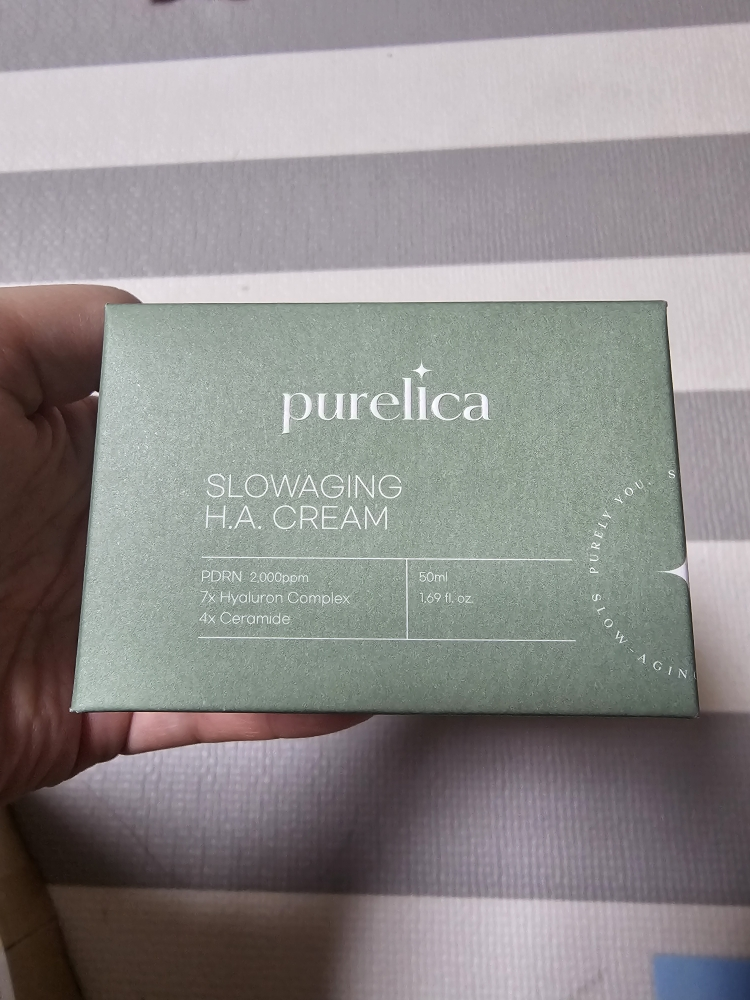 purelica
SLOWAGING
H.A. CREAM
PDRN 2,000ppm
7x Hyaluron Complex
4x Ceramide
50ml
1.69 fl. oz.
PURELY YOU.
SLOW-AGING